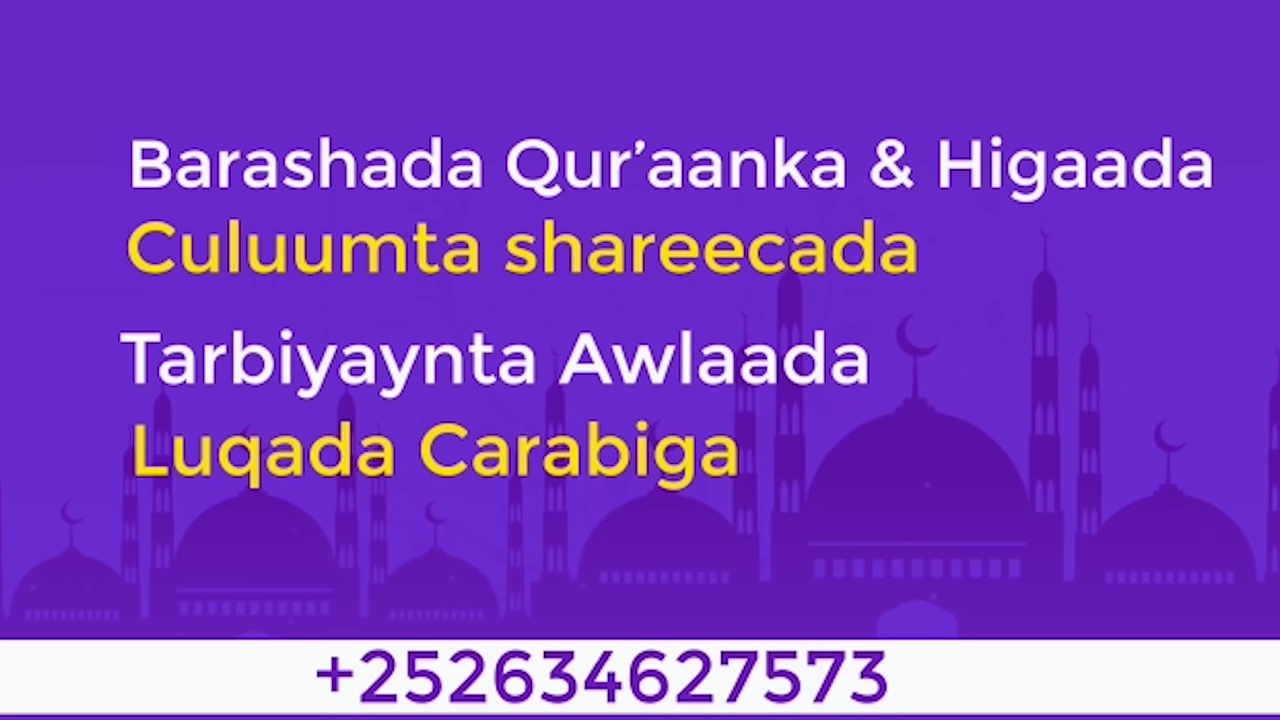 Barashada Qur’aanka & Higaada
Culuumta shareecada
Tarbiyaynta Awlaada
Luqada Carabiga
+252634627573